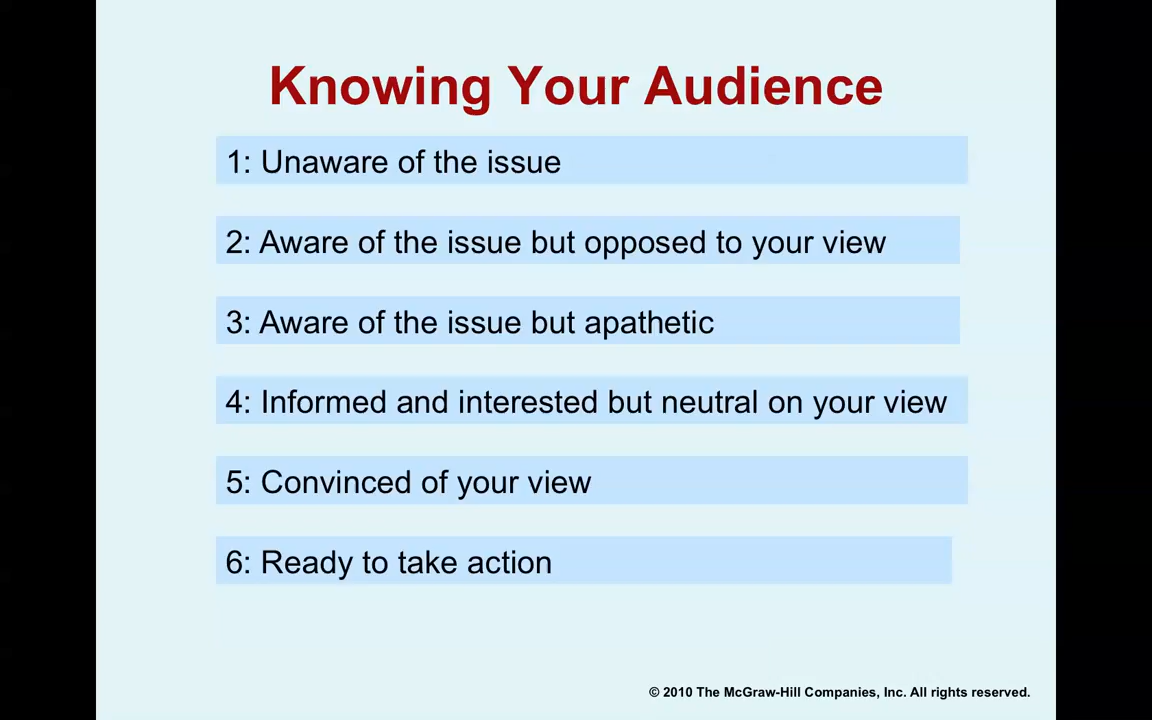 Knowing Your Audience
1: Unaware of the issue
2: Aware of the issue but opposed to your view
3: Aware of the issue but apathetic
4: Informed and interested but neutral on your view
5: Convinced of your view
6: Ready to take action
© 2010 The McGraw-Hill Companies, Inc. All rights reserved.